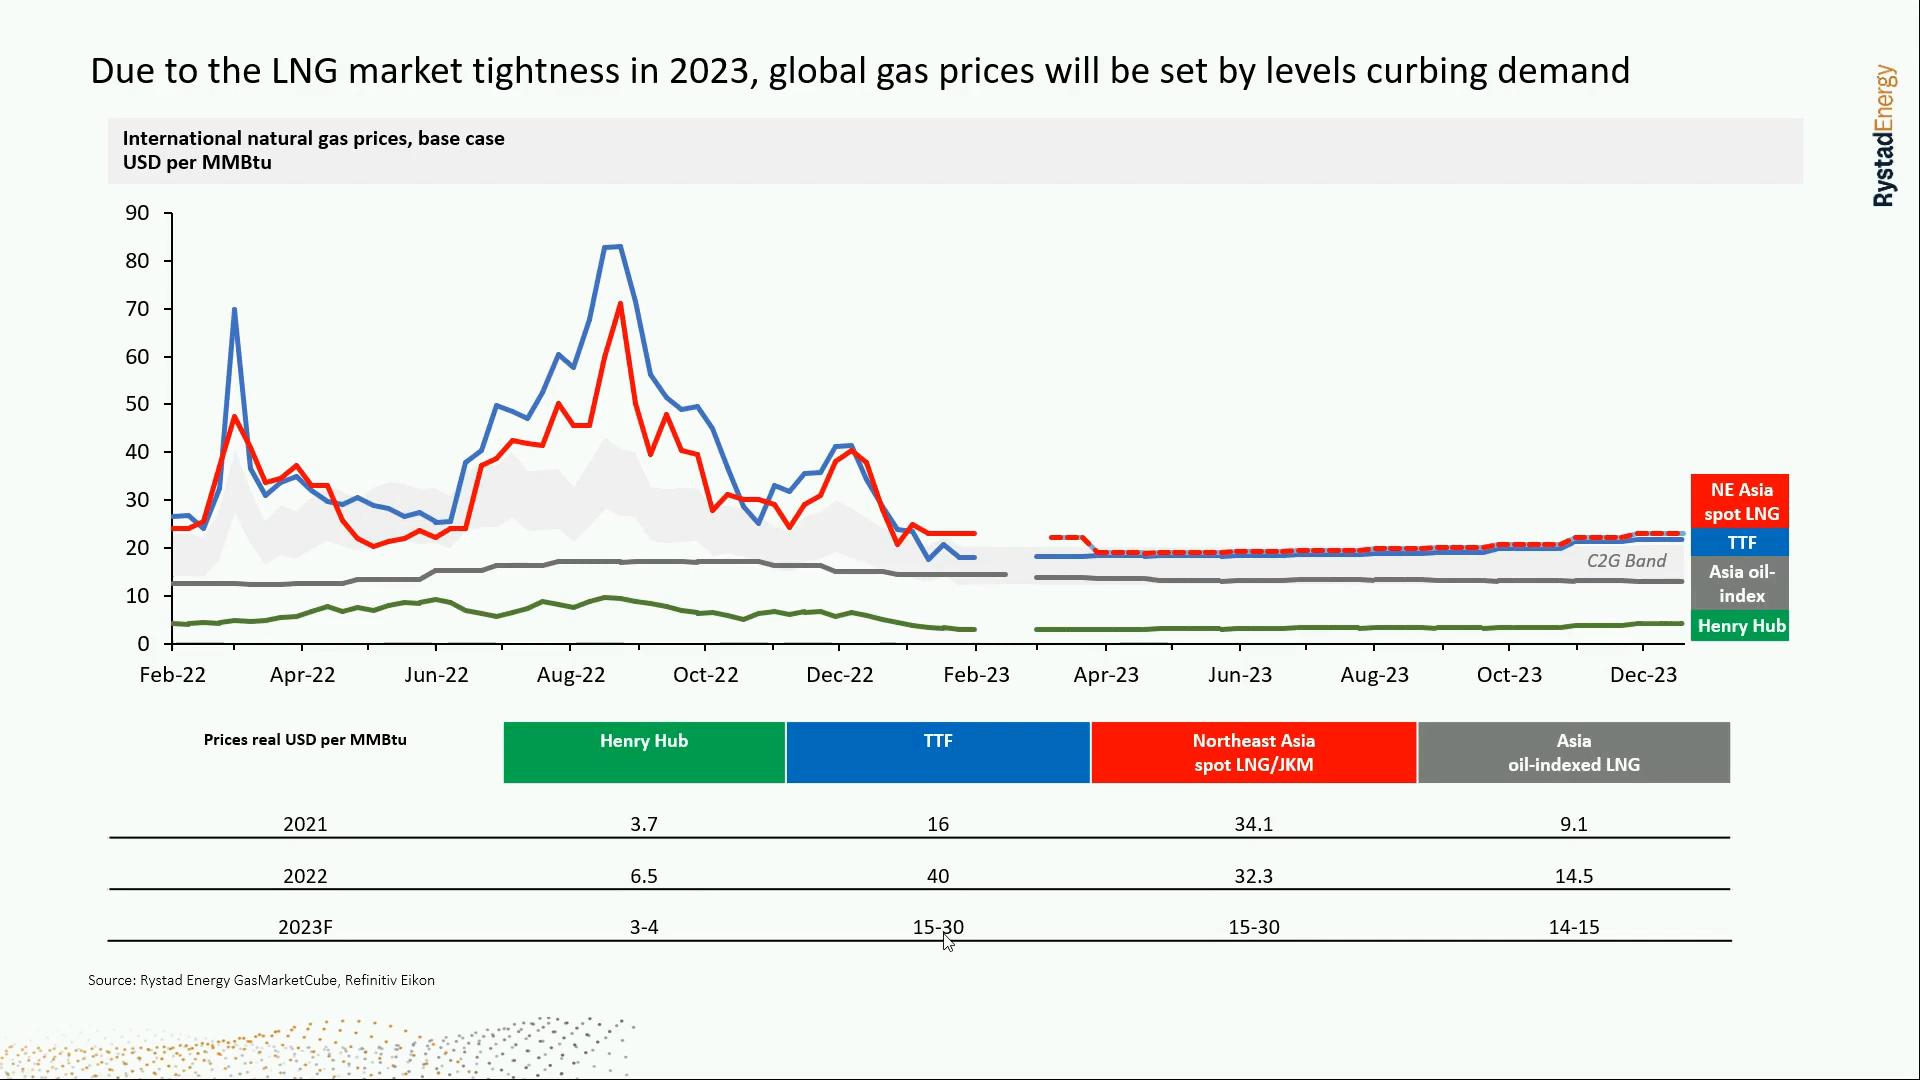 Due to the LNG market tightness in 2023, global gas prices will be set by levels curbing demand
RystadEnergy
International natural gas prices, base case
USD per MMBtu
90
80
70
60
50
40
30
20
10
0
Feb-22 Apr-22 Jun-22 Aug-22 Oct-22 Dec-22 Feb-23 Apr-23 Jun-23 Aug-23 Oct-23 Dec-23
C2G Band
NE Asia
spot LNG
TTF
Asia oil-
index
Henry Hub
Prices real USD per MMBtu Henry Hub TTF Northeast Asia Asia
spot LNG/JKM oil-indexed LNG
2021 3.7 16 34.1 9.1
2022 6.5 40 32.3 14.5
2023F 3-4 15-30 15-30 14-15
Source: Rystad Energy GasMarketCube, Refinitiv Eikon